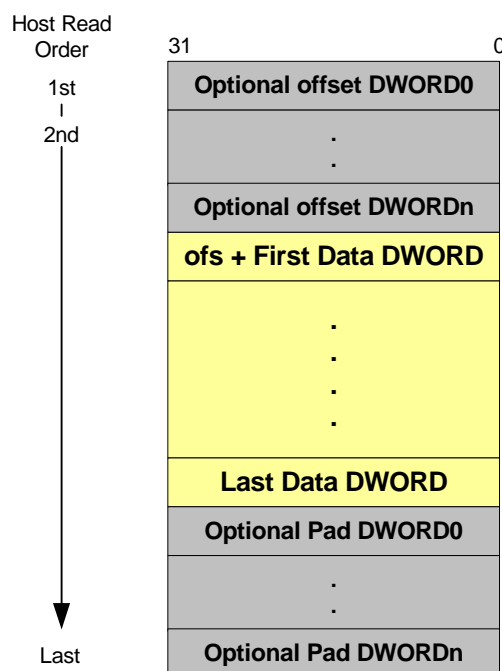 Host Read
Order
31
0
1st
2nd
Last
Optional offset DWORD0
.
.
Optional offset DWORDn
ofs + First Data DWORD
.
.
.
.
Last Data DWORD
Optional Pad DWORD0
.
.
Optional Pad DWORDn